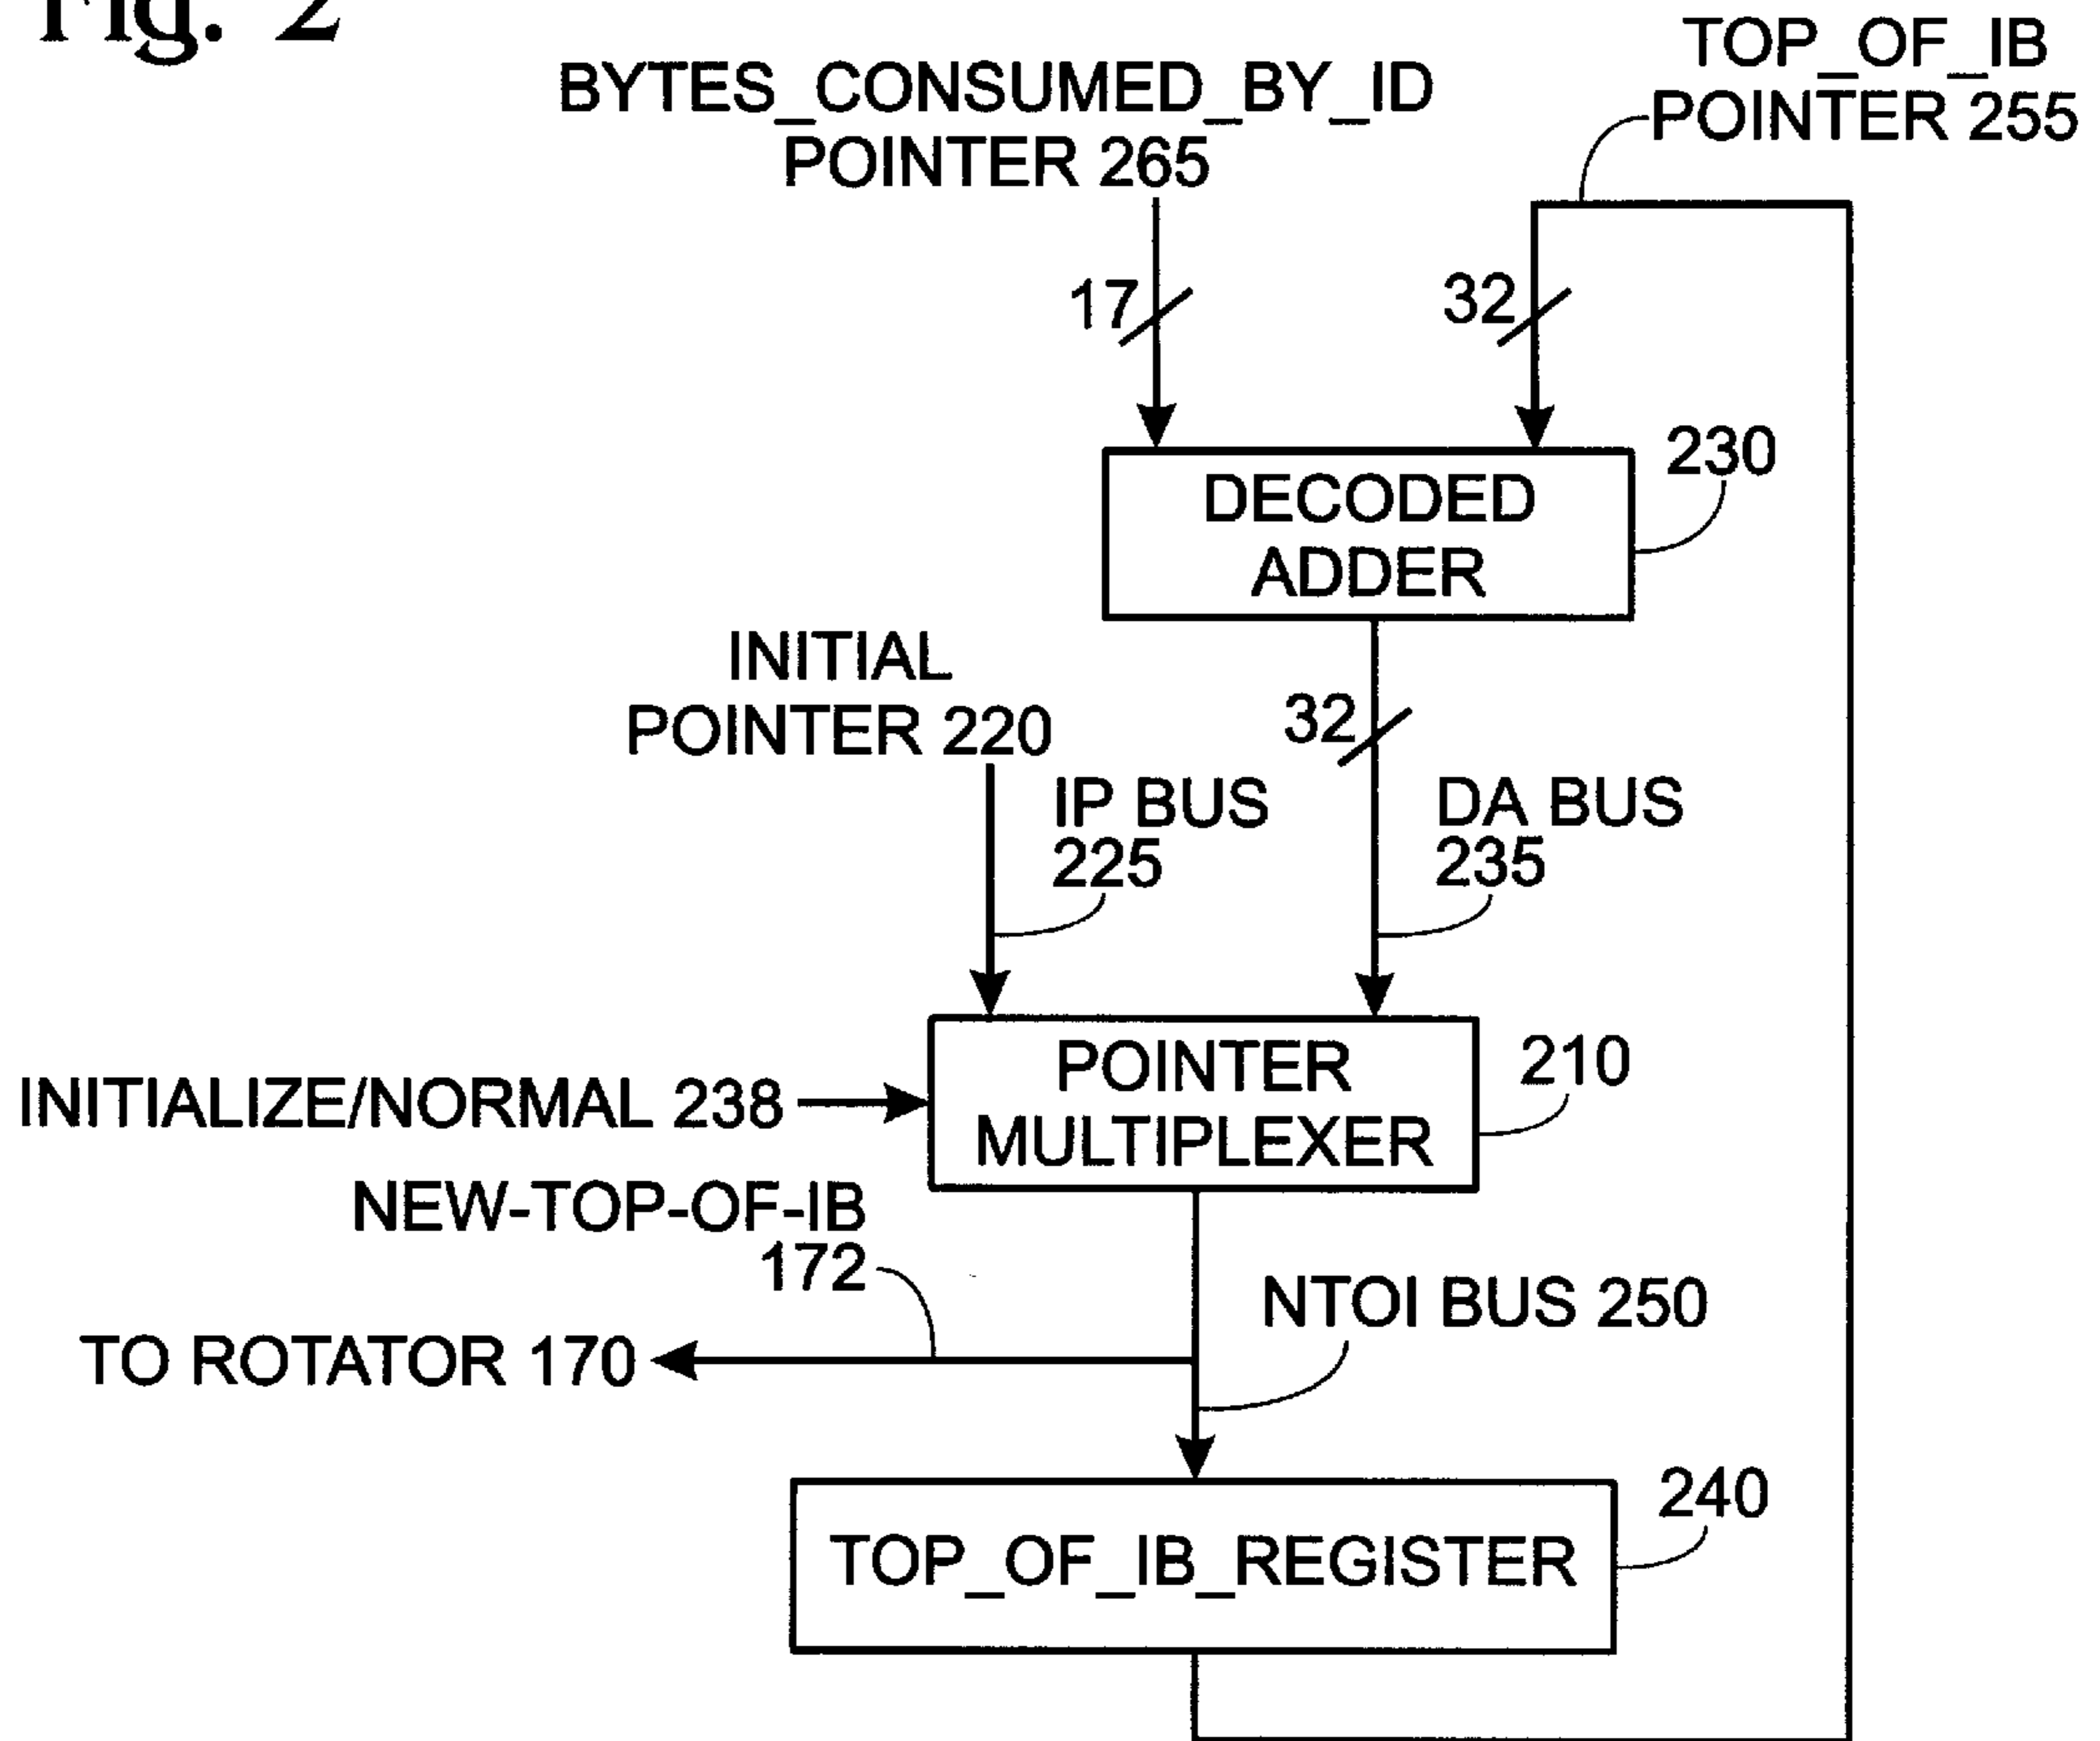 Fig. 2
TOP_OF_IB
POINTER 255
BYTES_CONSUMED_BY_ID
POINTER 265
17
32
230
DECODED
ADDER
INITIAL
POINTER 220
32
IP BUS
225
DA BUS
235
POINTER
MULTIPLEXER
210
INITIALIZE/NORMAL 238
NEW-TOP-OF-IB
172
NTOI BUS 250
TO ROTATOR 170
240
TOP_OF_IB_REGISTER